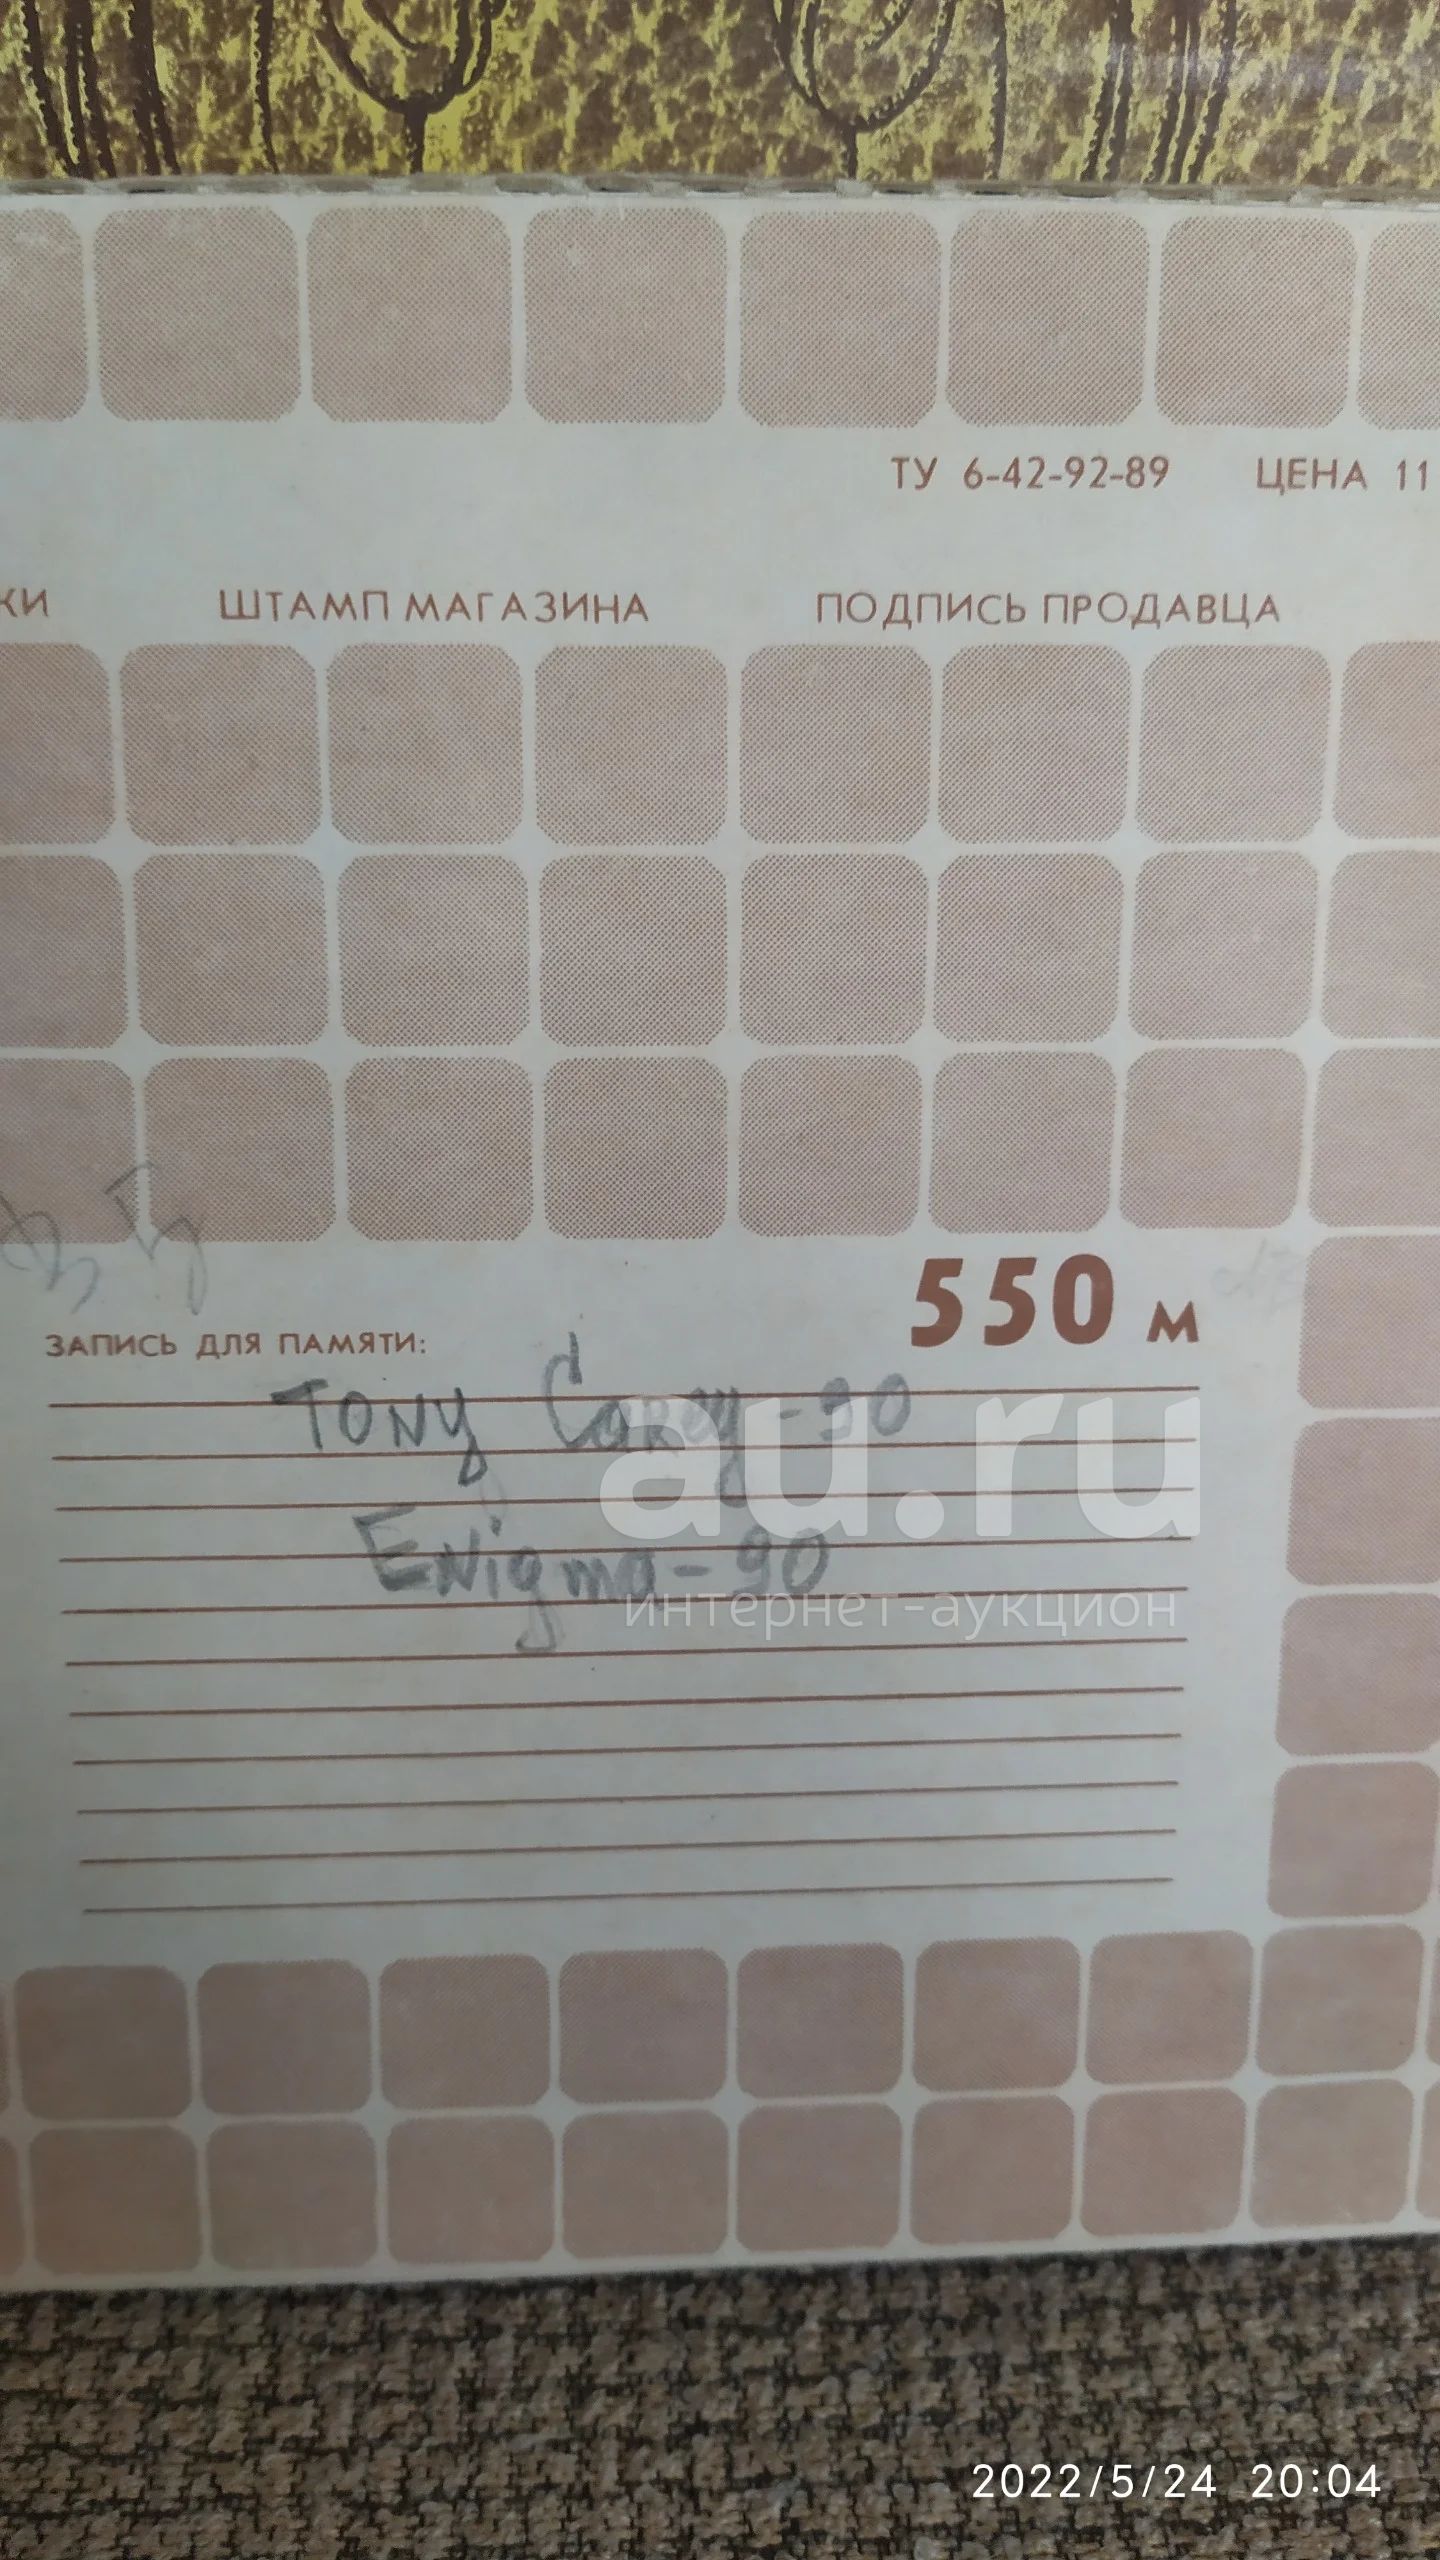 ТУ 6-42-92-89 ЦЕНА 11
КИ ШТАМП МАГАЗИНА ПОДПИСЬ ПРОДАВЦА
550 м
ЗАПИСЬ ДЛЯ ПАМЯТИ:
Tony Carey-90
au.ru
Enigma-90
интернет-аукцион
2022/5/24 20:04